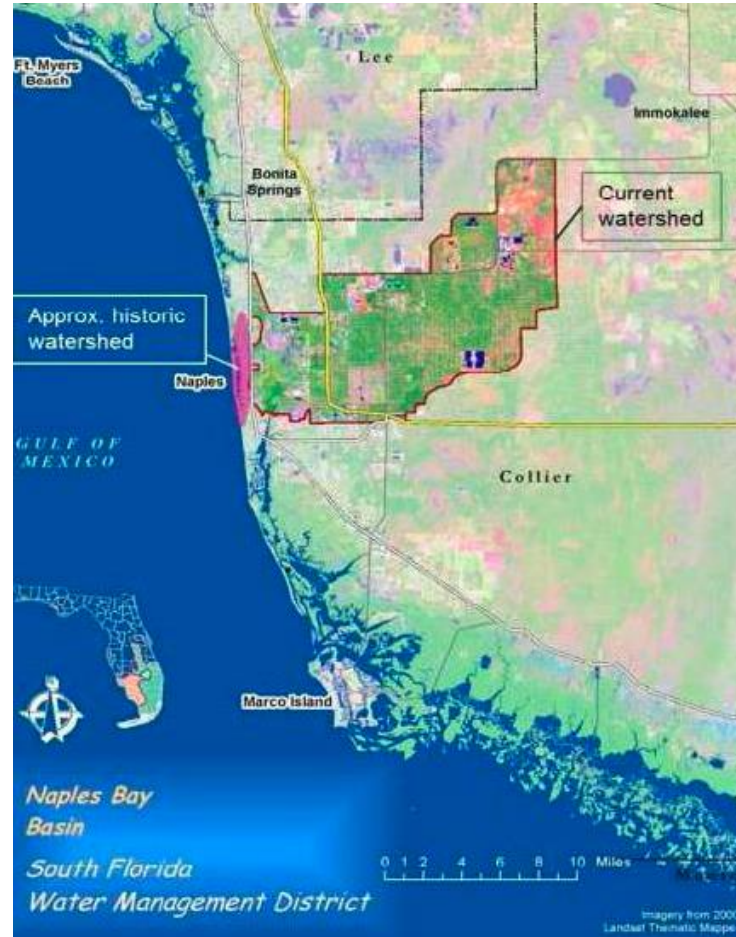 Lee
Ft. Myers
Beach
Immokalee
Bonita
Springs
Current
watershed
Approx. historic
watershed
Naples
GULF OF
MEXICO
Collier
Marco Island
Naples Bay
Basin
South Florida
Water Management District
0 1 2 4 6 8 10 Miles
Imagery from 2000
Landsat Thematic Mappe